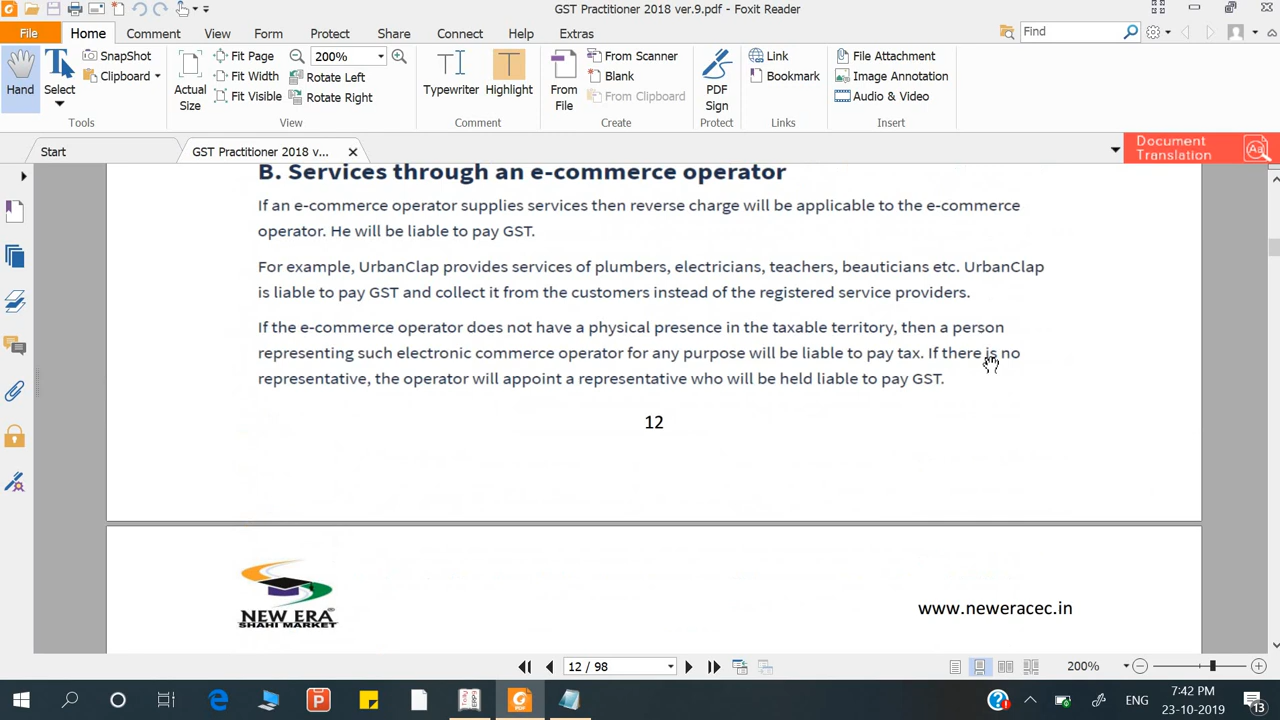 GST Practitioner 2018 ver.9.pdf - Foxit Reader
File Home Comment View Form Protect Share Connect Help Extras
Find
Hand
Select
SnapShot
Clipboard
Tools
Actual Size
Fit Page
Fit Width
Fit Visible
200%
Rotate Left
Rotate Right
View
Typewriter
Highlight
Comment
From File
From Scanner
Blank
From Clipboard
Create
PDF Sign
Protect
Link
Bookmark
Links
File Attachment
Image Annotation
Audio & Video
Insert
Start
GST Practitioner 2018 v...
Document
Translation
B. Services through an e-commerce operator
If an e-commerce operator supplies services then reverse charge will be applicable to the e-commerce
operator. He will be liable to pay GST.
For example, UrbanClap provides services of plumbers, electricians, teachers, beauticians etc. UrbanClap
is liable to pay GST and collect it from the customers instead of the registered service providers.
If the e-commerce operator does not have a physical presence in the taxable territory, then a person
representing such electronic commerce operator for any purpose will be liable to pay tax. If there is no
representative, the operator will appoint a representative who will be held liable to pay GST.
12
NEW ERA®
SHAHI MARKET
www.neweracec.in
12 / 98
200%
ENG
7:42 PM
23-10-2019
13